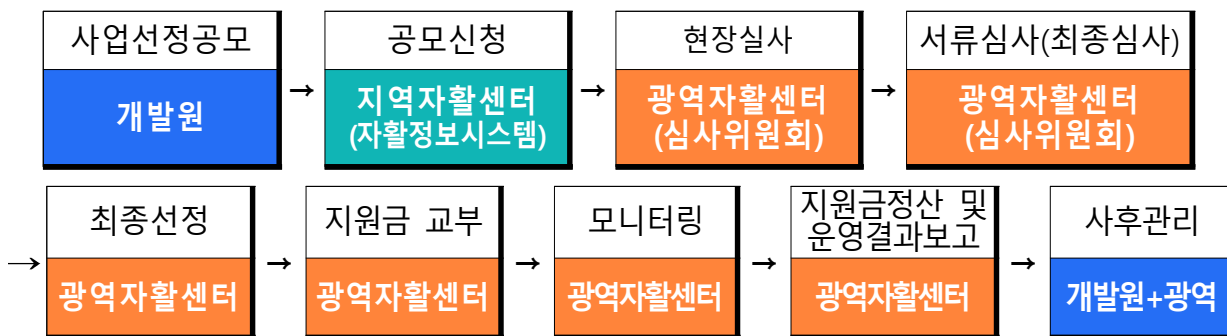 사업선정공모
개발원
→
공모신청
지역자활센터
(자활정보시스템)
→
현장실사
광역자활센터
(심사위원회)
→
서류심사(최종심사)
광역자활센터
(심사위원회)
→
최종선정
광역자활센터
→
지원금 교부
광역자활센터
→
모니터링
광역자활센터
→
지원금정산 및
운영결과보고
광역자활센터
→
사후관리
개발원+광역